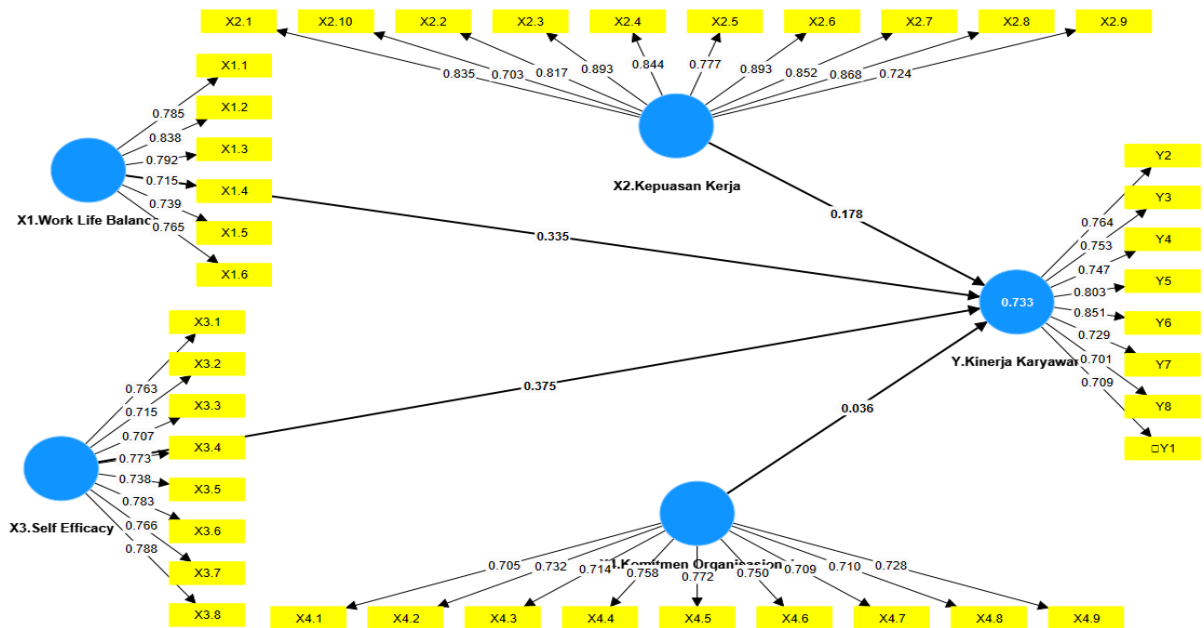 X2.1 X2.10 X2.2 X2.3 X2.4 X2.5 X2.6 X2.7 X2.8 X2.9
0.835 0.703 0.817 0.893 0.844 0.777 0.893 0.852 0.868 0.724
X2.Kepuasan Kerja
X1.1
X1.2
X1.3
X1.4
X1.5
X1.6
0.785
0.838
0.792
0.715
0.739
0.765
X1.Work Life Balanc
0.335
0.178
Y2
Y3
Y4
Y5
Y6
Y7
Y8
□Y1
0.764
0.753
0.747
0.803
0.851
0.729
0.701
0.709
0.733
Y.Kinerja Karyawan
X3.1
X3.2
X3.3
X3.4
X3.5
X3.6
X3.7
X3.8
0.763
0.715
0.707
0.773
0.738
0.783
0.766
0.788
X3.Self Efficacy
0.375
0.036
Komitmen Organisasion
0.705 0.732 0.714 0.758 0.772 0.750 0.709 0.710 0.728
X4.1 X4.2 X4.3 X4.4 X4.5 X4.6 X4.7 X4.8 X4.9